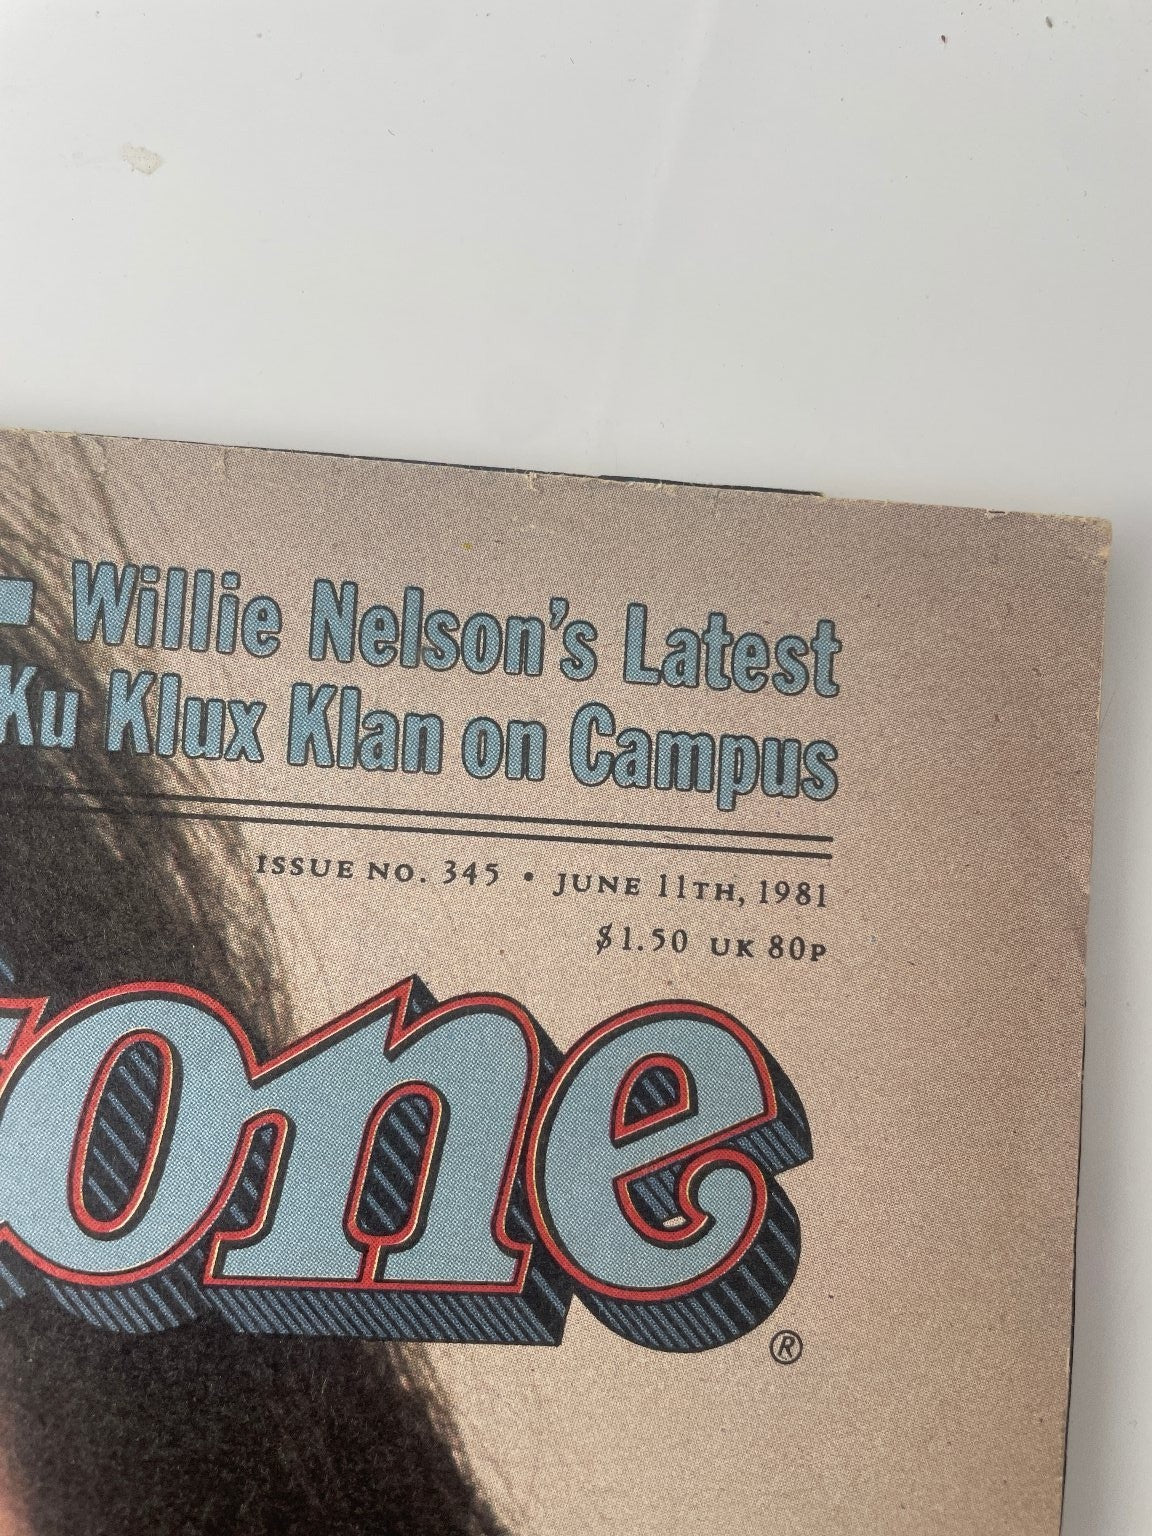 Willie Nelson's Latest
Ku Klux Klan on Campus
ISSUE NO. 345 • JUNE 11TH, 1981
$1.50 UK 80P
one
®